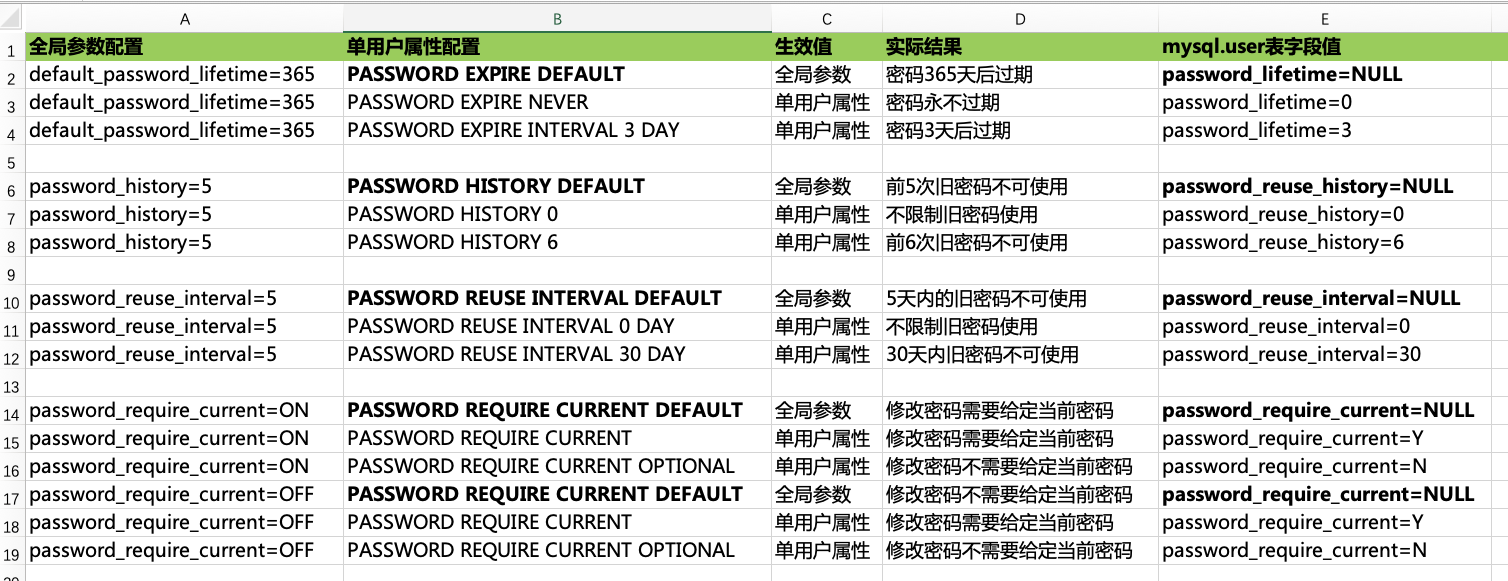 A B C D E
1 全局参数配置 单用户属性配置 生效值 实际结果 mysql.user表字段值
2 default_password_lifetime=365 PASSWORD EXPIRE DEFAULT 全局参数 密码365天后过期 password_lifetime=NULL
3 default_password_lifetime=365 PASSWORD EXPIRE NEVER 单用户属性 密码永不过期 password_lifetime=0
4 default_password_lifetime=365 PASSWORD EXPIRE INTERVAL 3 DAY 单用户属性 密码3天后过期 password_lifetime=3
5
6 password_history=5 PASSWORD HISTORY DEFAULT 全局参数 前5次旧密码不可使用 password_reuse_history=NULL
7 password_history=5 PASSWORD HISTORY 0 单用户属性 不限制旧密码使用 password_reuse_history=0
8 password_history=5 PASSWORD HISTORY 6 单用户属性 前6次旧密码不可使用 password_reuse_history=6
9
10 password_reuse_interval=5 PASSWORD REUSE INTERVAL DEFAULT 全局参数 5天内的旧密码不可使用 password_reuse_interval=NULL
11 password_reuse_interval=5 PASSWORD REUSE INTERVAL 0 DAY 单用户属性 不限制旧密码使用 password_reuse_interval=0
12 password_reuse_interval=5 PASSWORD REUSE INTERVAL 30 DAY 单用户属性 30天内旧密码不可使用 password_reuse_interval=30
13
14 password_require_current=ON PASSWORD REQUIRE CURRENT DEFAULT 全局参数 修改密码需要给定当前密码 password_require_current=NULL
15 password_require_current=ON PASSWORD REQUIRE CURRENT 单用户属性 修改密码需要给定当前密码 password_require_current=Y
16 password_require_current=ON PASSWORD REQUIRE CURRENT OPTIONAL 单用户属性 修改密码不需要给定当前密码 password_require_current=N
17 password_require_current=OFF PASSWORD REQUIRE CURRENT DEFAULT 全局参数 修改密码不需要给定当前密码 password_require_current=NULL
18 password_require_current=OFF PASSWORD REQUIRE CURRENT 单用户属性 修改密码需要给定当前密码 password_require_current=Y
19 password_require_current=OFF PASSWORD REQUIRE CURRENT OPTIONAL 单用户属性 修改密码不需要给定当前密码 password_require_current=N